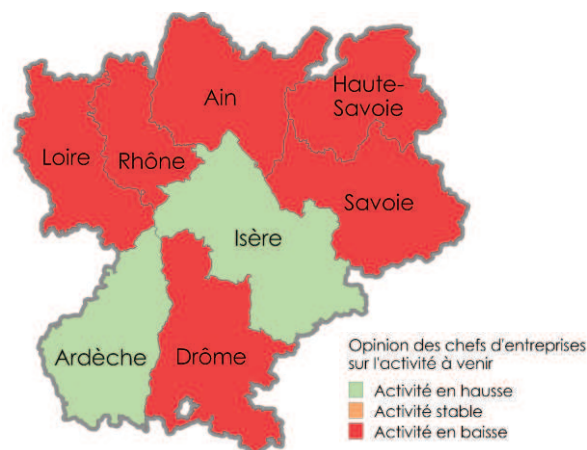 Ain
Haute-
Savoie
Loire
Rhône
Savoie
Isère
Ardèche
Drôme
Opinion des chefs d'entreprises
sur l'activité à venir
Activité en hausse
Activité stable
Activité en baisse